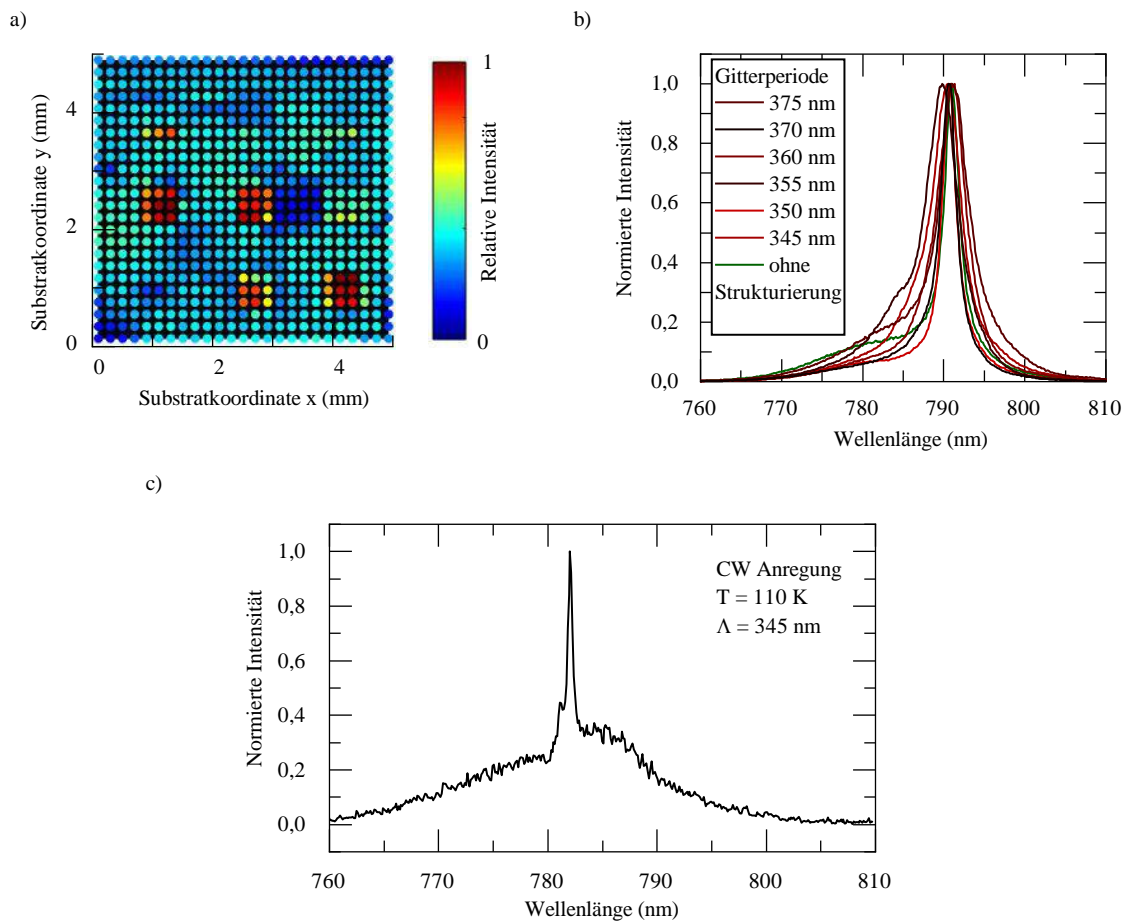 a)
Substratkoordinate y (mm)
4
2
0
0
2
4
Substratkoordinate x (mm)
1
0
Relative Intensität
b)
Normierte Intensität
1,0
0,8
0,6
0,4
0,2
0,0
Gitterperiode
375 nm
370 nm
360 nm
355 nm
350 nm
345 nm
ohne
Strukturierung
760
770
780
790
800
810
Wellenlänge (nm)
c)
Normierte Intensität
1,0
0,8
0,6
0,4
0,2
0,0
CW Anregung
T = 110 K
Λ = 345 nm
760
770
780
790
800
810
Wellenlänge (nm)